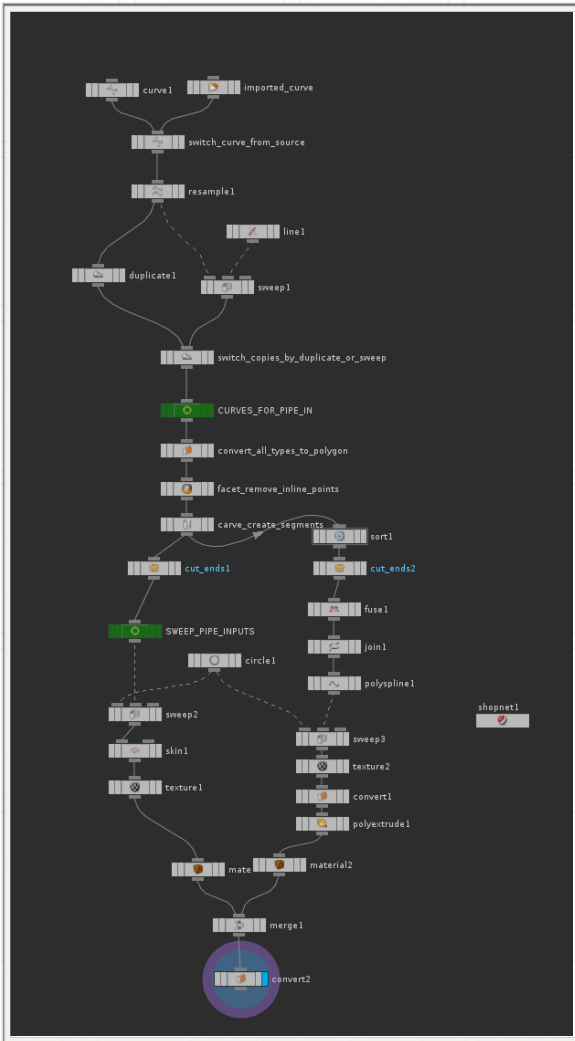 curve1
imported_curve
switch_curve_from_source
resample1
line1
duplicate1
sweep1
switch_copies_by_duplicate_or_sweep
CURVES_FOR_PIPE_IN
convert_all_types_to_polygon
facet_remove_inline_points
carve_create_segments
sort1
cut_ends1
cut_ends2
fuse1
SWEEP_PIPE_INPUTS
join1
circle1
polyspline1
shopnet1
sweep2
sweep3
skin1
texture2
texture1
convert1
polyextrude1
mate
material2
merge1
convert2